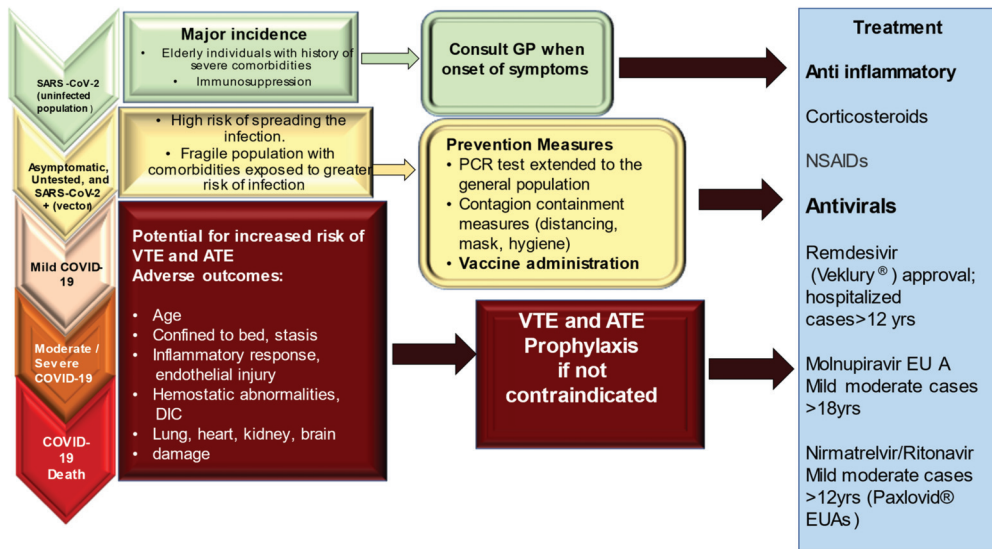 SARS-CoV-2
(uninfected
population)
Asymptomatic,
Untested, and
SARS-CoV-2
+ (vector)
Mild COVID-
19
Moderate /
Severe
COVID-19
COVID-
19
Death
Major incidence
• Elderly individuals with history of
severe comorbidities
• Immunosuppression
• High risk of spreading the
infection.
• Fragile population with
comorbidities exposed to greater
risk of infection
Potential for increased risk of
VTE and ATE
Adverse outcomes:
• Age
• Confined to bed, stasis
• Inflammatory response,
endothelial injury
• Hemostatic abnormalities,
DIC
• Lung, heart, kidney, brain
• damage
Consult GP when
onset of symptoms
Prevention Measures
• PCR test extended to the
general population
• Contagion containment
measures (distancing,
mask, hygiene)
• Vaccine administration
VTE and ATE
Prophylaxis
if not
contraindicated
Treatment
Anti inflammatory
Corticosteroids
NSAIDs
Antivirals
Remdesivir
(Veklury®) approval;
hospitalized
cases>12 yrs
Molnupiravir EU A
Mild moderate cases
>18yrs
Nirmatrelvir/Ritonavir
Mild moderate cases
>12yrs (Paxlovid®
EUAs)